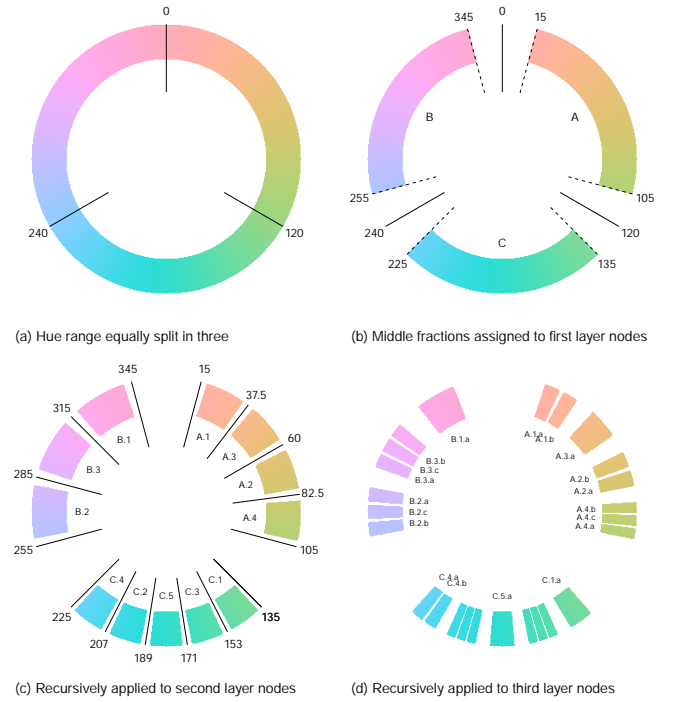 0
240
120
(a) Hue range equally split in three
345
0
15
B
A
255
105
240
120
C
225
135
(b) Middle fractions assigned to first layer nodes
345
15
315
37.5
B.1
A.1
60
B.3
A.3
285
A.2
82.5
B.2
A.4
255
105
C.4
C.2
C.5
C.3
C.1
225
135
207
153
189
171
(c) Recursively applied to second layer nodes
B.1.a
A.1.a
A.1.b
A.3.a
B.3.b
B.3.c
B.3.a
A.2.b
A.2.a
B.2.a
B.2.c
B.2.b
A.4.b
A.4.c
A.4.a
C.4.a
C.4.b
C.5.a
C.1.a
(d) Recursively applied to third layer nodes